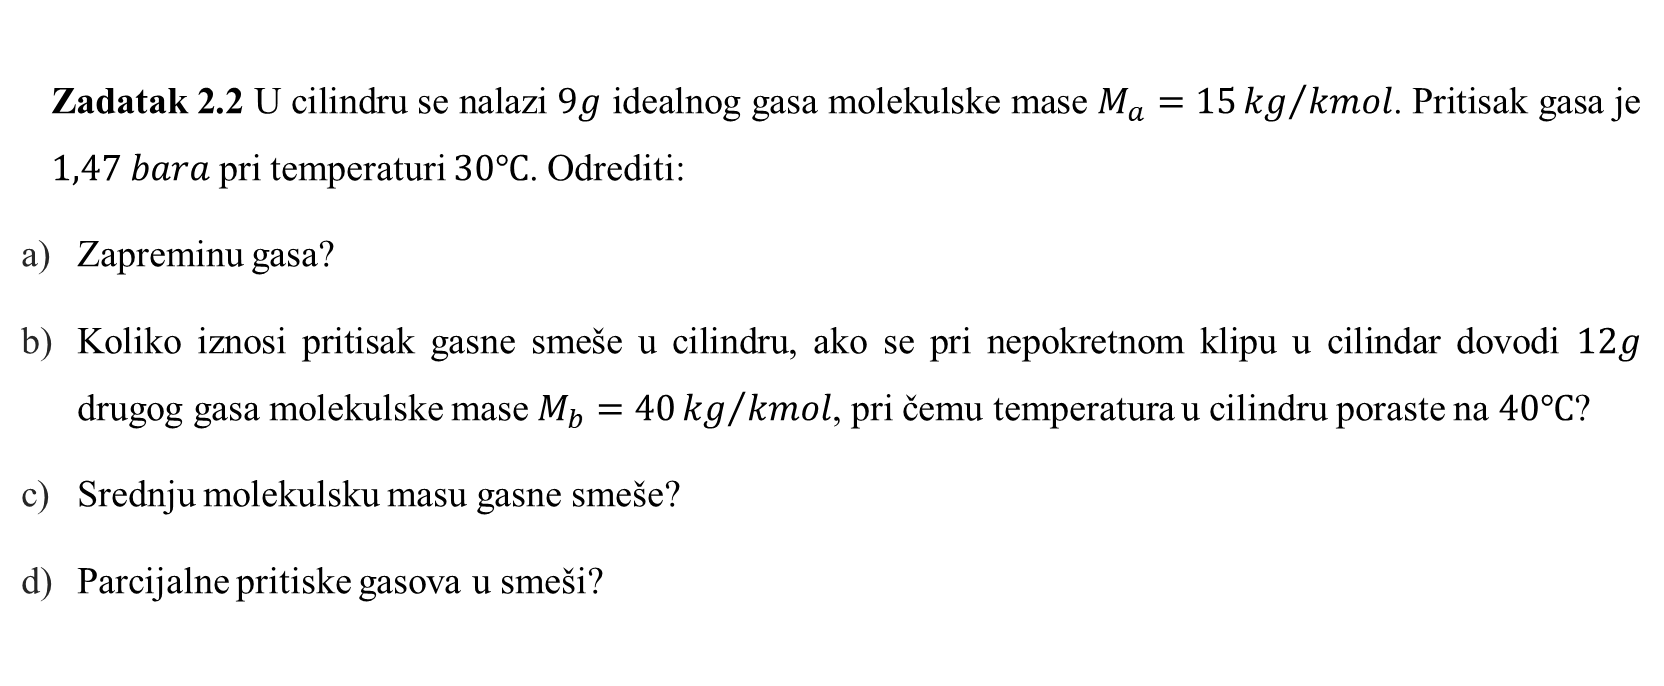 Zadatak 2.2 U cilindru se nalazi 9g idealnog gasa molekulske mase Mₐ = 15 kg/kmol. Pritisak gasa je
1,47 bara pri temperaturi 30°C. Odrediti:
a) Zapreminu gasa?
b) Koliko iznosi pritisak gasne smeše u cilindru, ako se pri nepokretnom klipu u cilindar dovodi 12g
drugog gasa molekulske mase M_b = 40 kg/kmol, pri čemu temperatura u cilindru poraste na 40°C?
c) Srednju molekulsku masu gasne smeše?
d) Parcijalne pritiske gasova u smeši?